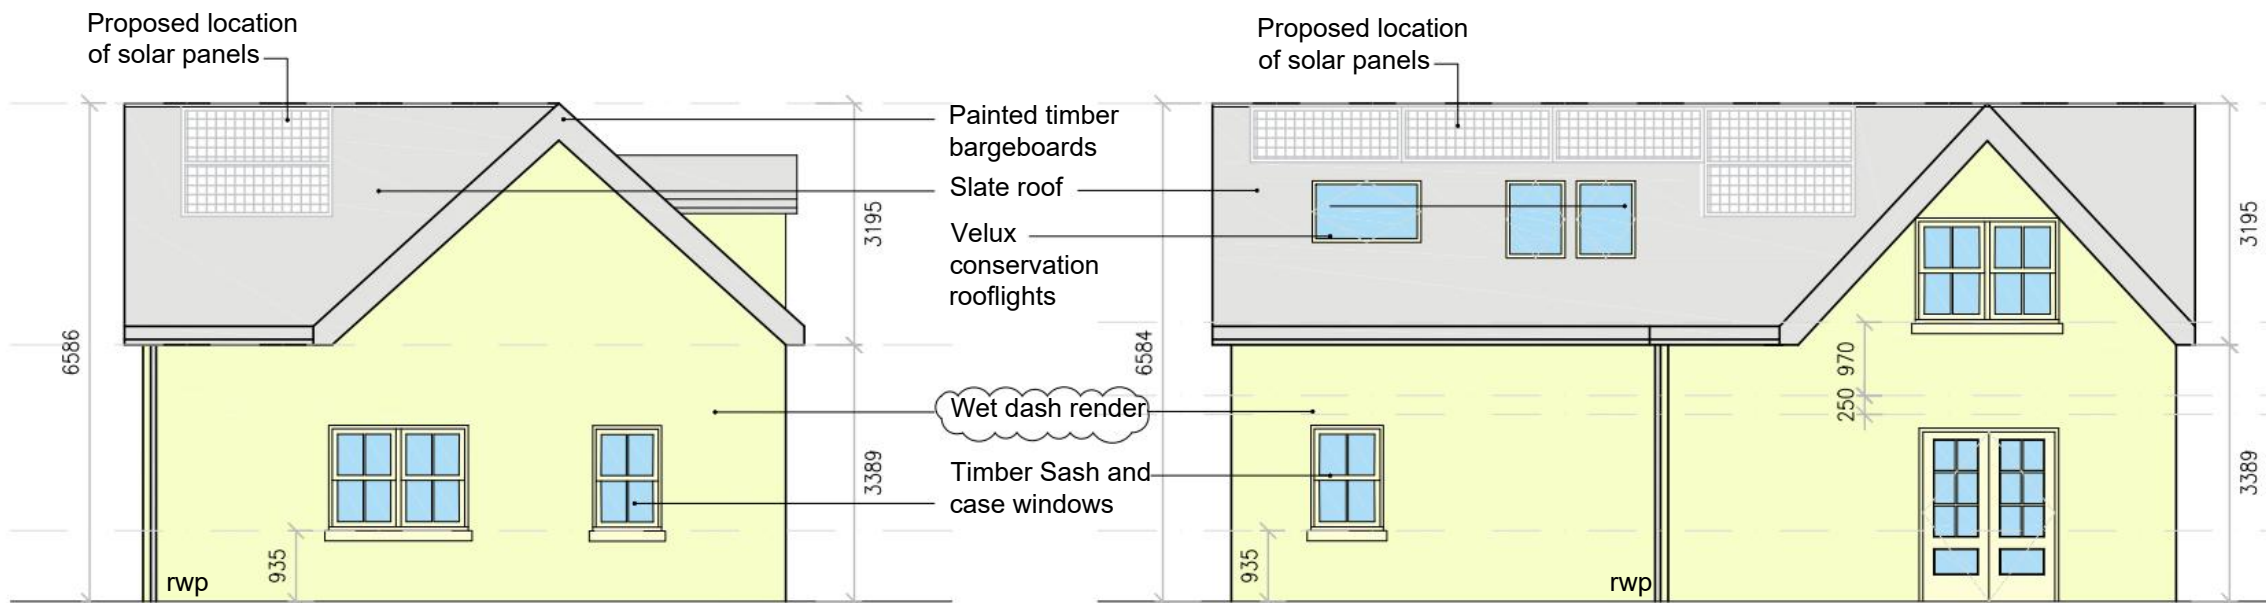 Proposed location
of solar panels
Proposed location
of solar panels
Painted timber
bargeboards
Slate roof
Velux
conservation
rooflights
Wet dash render
Timber Sash and
case windows
6586
935
rwp
3195
3389
6584
935
rwp
970
250
3195
3389